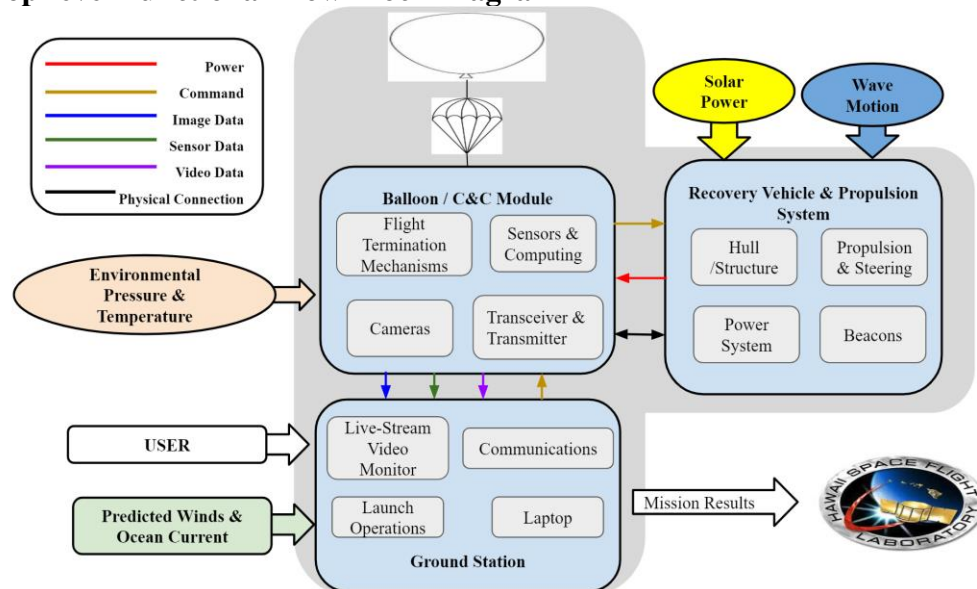 Power
Command
Image Data
Sensor Data
Video Data
Physical Connection
Solar
Power
Wave
Motion
Balloon / C&C Module
Flight
Termination
Mechanisms
Sensors &
Computing
Cameras
Transceiver &
Transmitter
Recovery Vehicle & Propulsion
System
Hull
/Structure
Propulsion
& Steering
Power
System
Beacons
Environmental
Pressure &
Temperature
USER
Predicted Winds &
Ocean Current
Live-Stream
Video
Monitor
Communications
Launch
Operations
Laptop
Ground Station
Mission Results
HAWAII SPACE FLIGHT
LABORATORY